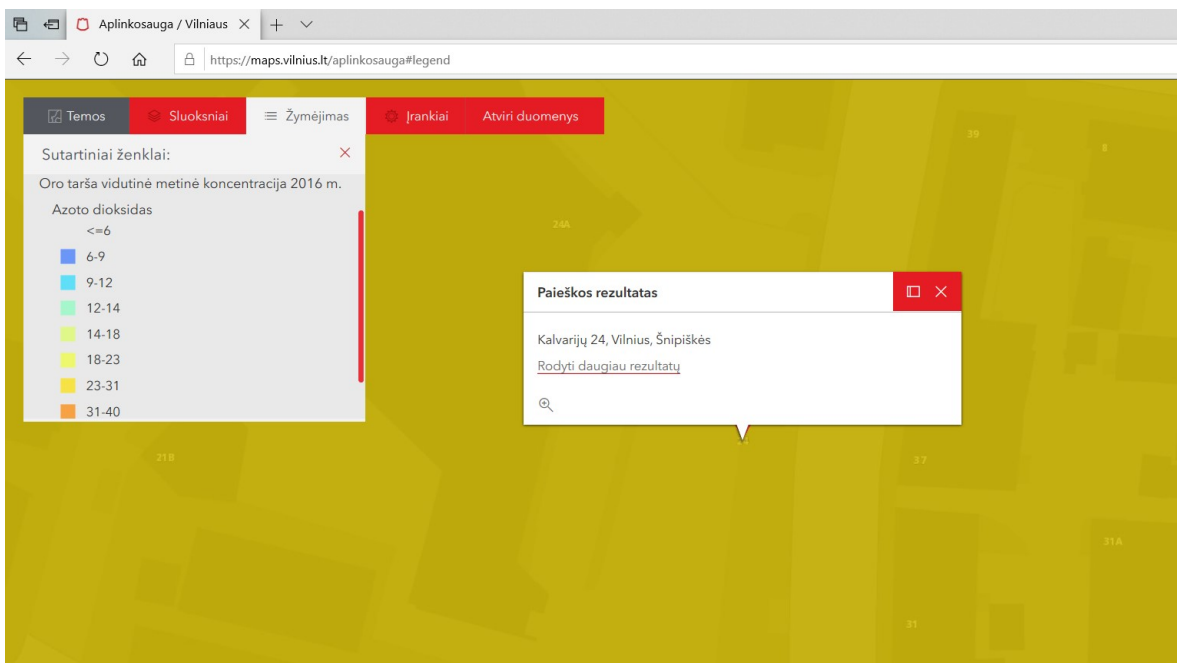 Aplinkosauga / Vilniaus
https://maps.vilnius.lt/aplinkosauga#legend
Temos
Sluoksniai
Žymėjimas
Įrankiai
Atviri duomenys
Sutartiniai ženklai:
Oro tarša vidutinė metinė koncentracija 2016 m.
Azoto dioksidas
<=6
6-9
9-12
12-14
14-18
18-23
23-31
31-40
Paieškos rezultatas
Kalvarijų 24, Vilnius, Šnipiškės
Rodyti daugiau rezultatų
39
8
24A
21B
37
31A
31